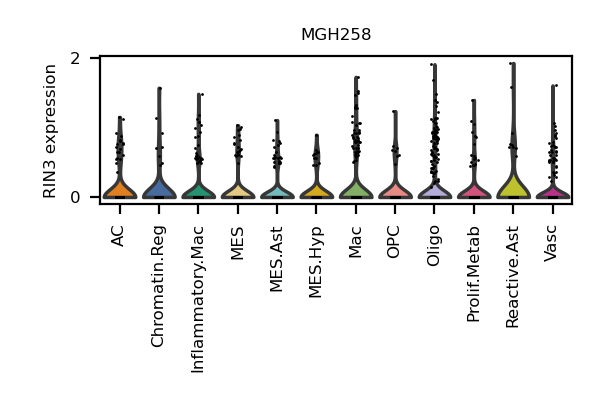 MGH258
RIN3 expression
2
0
AC
Chromatin.Reg
Inflammatory.Mac
MES
MES.Ast
MES.Hyp
Mac
OPC
Oligo
Prolif.Metab
Reactive.Ast
Vasc